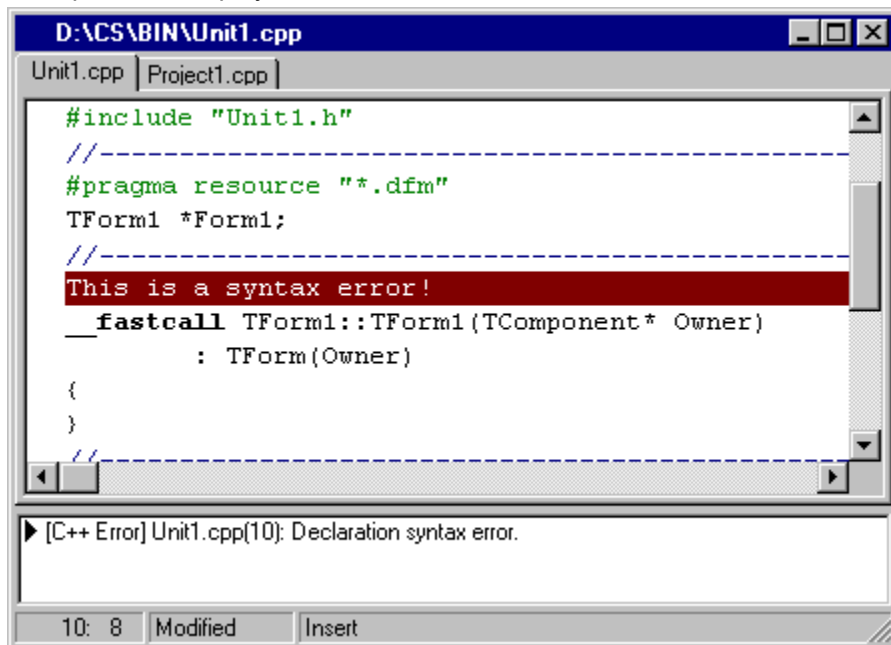 D:\CS\BIN\Unit1.cpp
Unit1.cpp Project1.cpp
#include "Unit1.h"
//-----------------------------------------------
#pragma resource "*.dfm"
TForm1 *Form1;
//-----------------------------------------------
This is a syntax error!
__fastcall TForm1::TForm1(TComponent* Owner)
: TForm(Owner)
{
}
//-----------------------------------------------
[C++ Error] Unit1.cpp(10): Declaration syntax error.
10: 8 Modified Insert